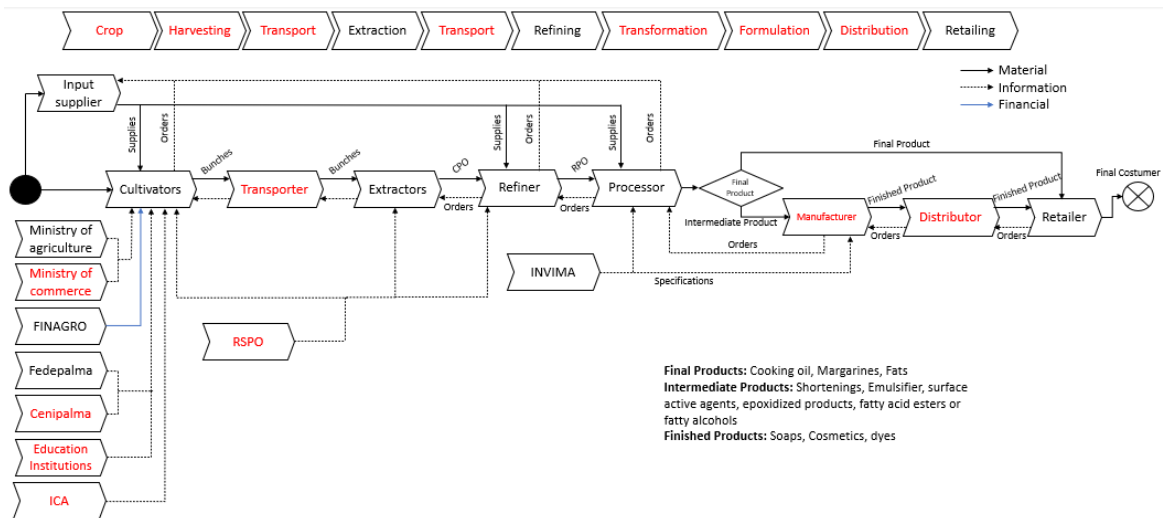 Crop
Harvesting
Transport
Extraction
Transport
Refining
Transformation
Formulation
Distribution
Retailing
Input
supplier
Material
Information
Financial
Supplies
Orders
Supplies
Orders
Supplies
Orders
Final Product
Bunches
Bunches
CPO
RPO
Cultivators
Transporter
Extractors
Refiner
Processor
Final
Product
Final Costumer
Orders
Orders
Intermediate Product
Finished Product
Finished Product
Manufacturer
Distributor
Retailer
Orders
Orders
Orders
Ministry of
agriculture
Ministry of
commerce
INVIMA
Specifications
FINAGRO
RSPO
Fedepalma
Cenipalma
Education
Institutions
ICA
Final Products: Cooking oil, Margarines, Fats
Intermediate Products: Shortenings, Emulsifier, surface
active agents, epoxidized products, fatty acid esters or
fatty alcohols
Finished Products: Soaps, Cosmetics, dyes